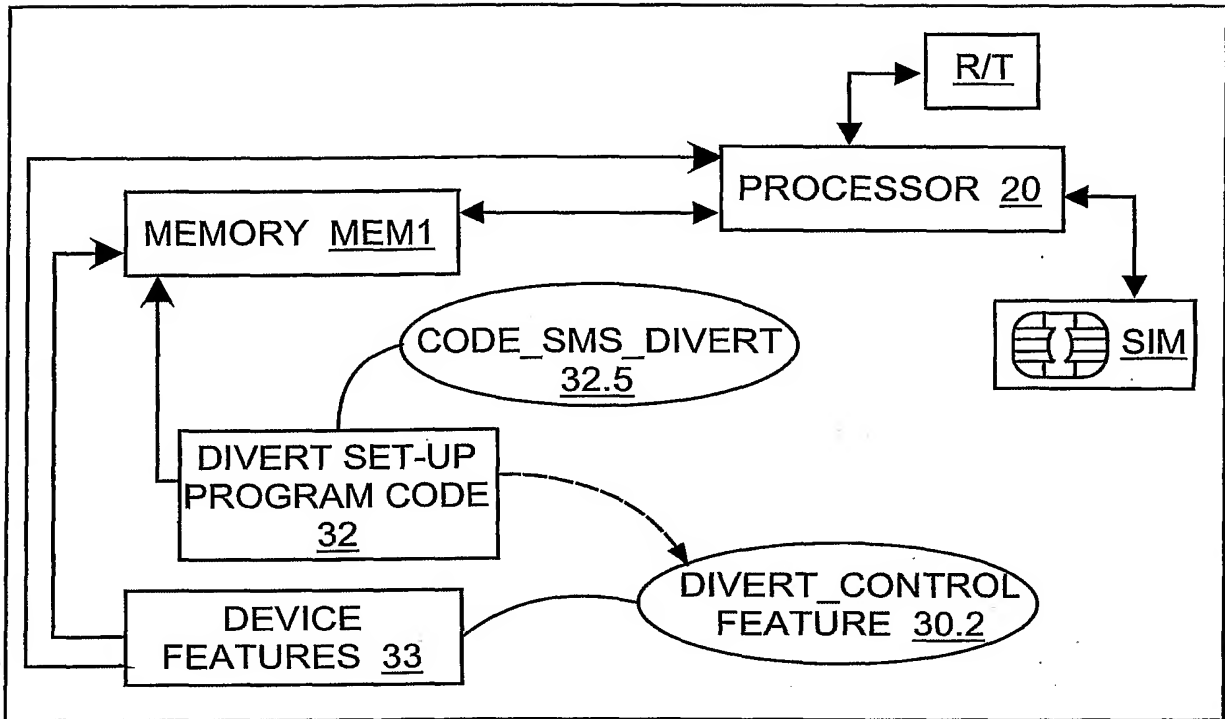 R/T
PROCESSOR 20
MEMORY MEM1
SIM
CODE_SMS_DIVERT
32.5
DIVERT SET-UP
PROGRAM CODE
32
DIVERT_CONTROL
FEATURE 30.2
DEVICE
FEATURES 33